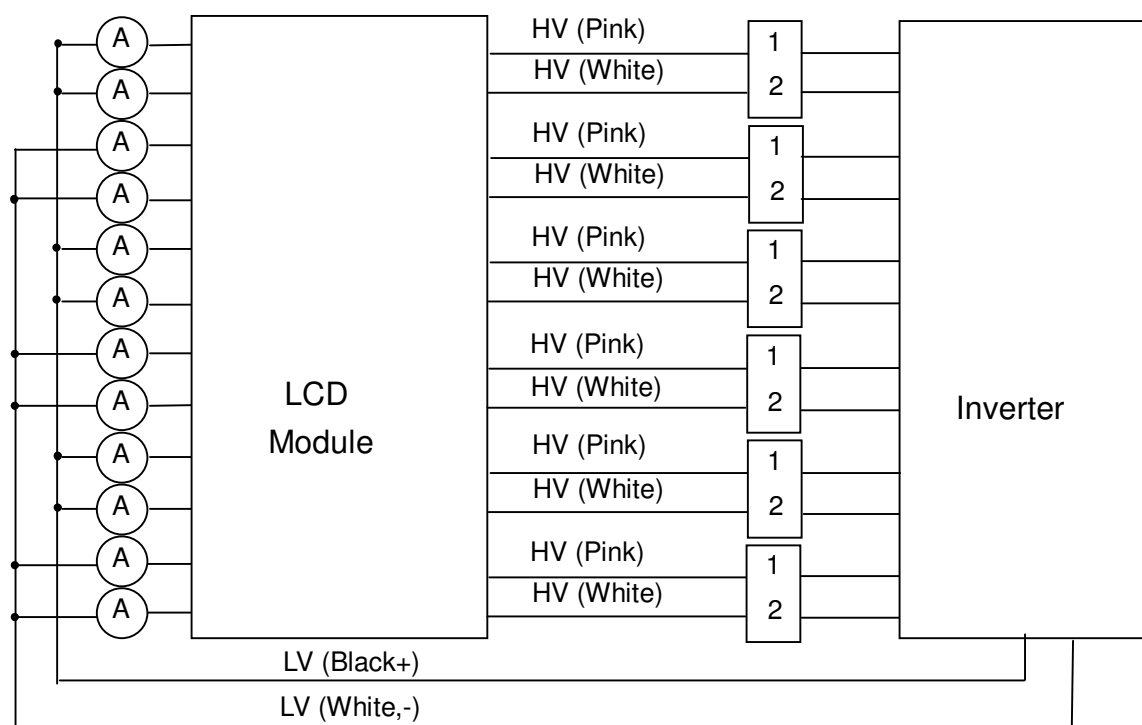 A
A
A
A
A
A
A
A
A
A
A
A
LCD
Module
HV (Pink)
HV (White)
1
2
HV (Pink)
HV (White)
1
2
HV (Pink)
HV (White)
1
2
HV (Pink)
HV (White)
1
2
HV (Pink)
HV (White)
1
2
HV (Pink)
HV (White)
1
2
Inverter
LV (Black+)
LV (White,-)